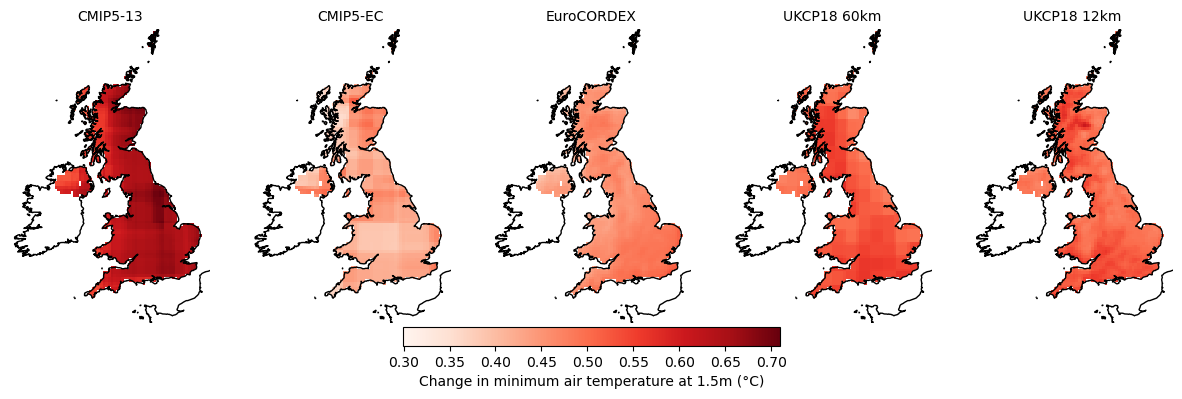 CMIP5-13 CMIP5-EC EuroCORDEX UKCP18 60km UKCP18 12km
0.30 0.35 0.40 0.45 0.50 0.55 0.60 0.65 0.70
Change in minimum air temperature at 1.5m (°C)